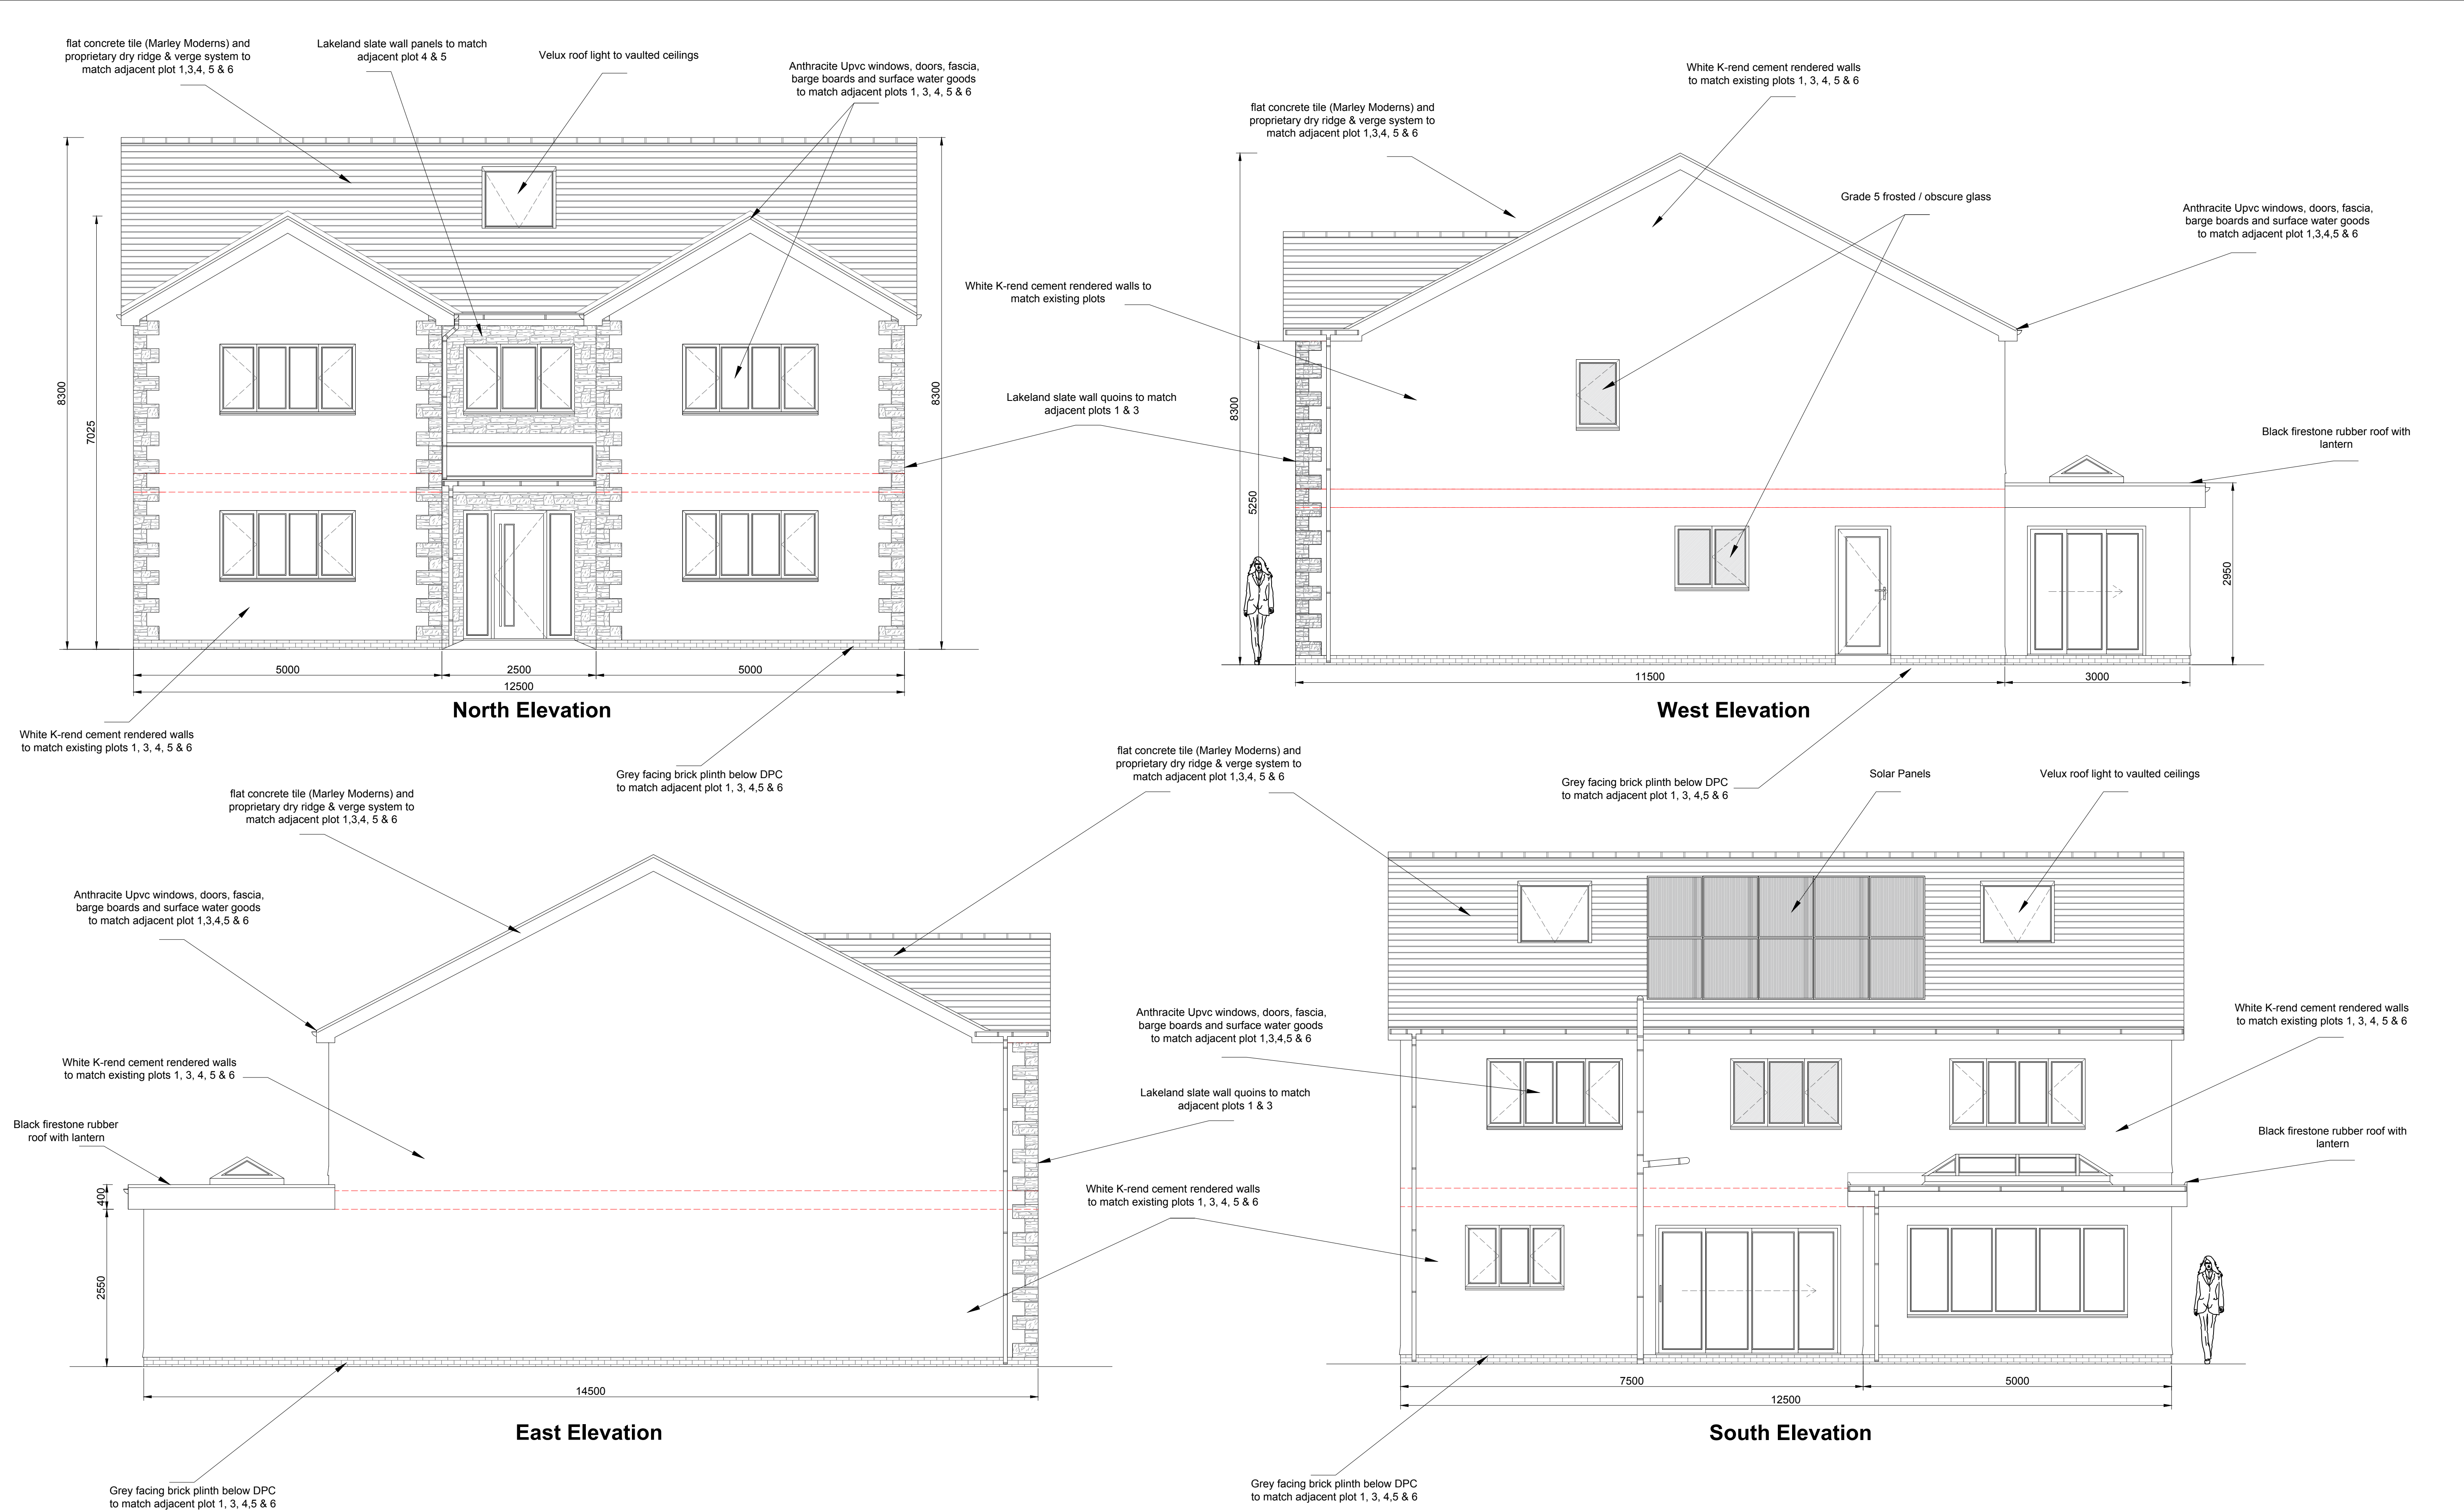 flat concrete tile (Marley Moderns) and
proprietary dry ridge & verge system to
match adjacent plot 1,3,4, 5 & 6
Lakeland slate wall panels to match
adjacent plot 4 & 5
Velux roof light to vaulted ceilings
Anthracite Upvc windows, doors, fascia,
barge boards and surface water goods
to match adjacent plots 1, 3, 4, 5 & 6
8300
7025
8300
5000
2500
5000
12500
North Elevation
White K-rend cement rendered walls
to match existing plots 1, 3, 4, 5 & 6
Grey facing brick plinth below DPC
to match adjacent plot 1, 3, 4,5 & 6
White K-rend cement rendered walls to
match existing plots
Lakeland slate wall quoins to match
adjacent plots 1 & 3
flat concrete tile (Marley Moderns) and
proprietary dry ridge & verge system to
match adjacent plot 1,3,4, 5 & 6
White K-rend cement rendered walls
to match existing plots 1, 3, 4, 5 & 6
Grade 5 frosted / obscure glass
Anthracite Upvc windows, doors, fascia,
barge boards and surface water goods
to match adjacent plot 1,3,4,5 & 6
Black firestone rubber roof with
lantern
8300
5250
2950
11500
3000
West Elevation
Grey facing brick plinth below DPC
to match adjacent plot 1, 3, 4,5 & 6
flat concrete tile (Marley Moderns) and
proprietary dry ridge & verge system to
match adjacent plot 1,3,4, 5 & 6
flat concrete tile (Marley Moderns) and
proprietary dry ridge & verge system to
match adjacent plot 1,3,4, 5 & 6
Anthracite Upvc windows, doors, fascia,
barge boards and surface water goods
to match adjacent plot 1,3,4,5 & 6
White K-rend cement rendered walls
to match existing plots 1, 3, 4, 5 & 6
Black firestone rubber
roof with lantern
400
2550
14500
East Elevation
Grey facing brick plinth below DPC
to match adjacent plot 1, 3, 4,5 & 6
Anthracite Upvc windows, doors, fascia,
barge boards and surface water goods
to match adjacent plot 1,3,4,5 & 6
Lakeland slate wall quoins to match
adjacent plots 1 & 3
White K-rend cement rendered walls
to match existing plots 1, 3, 4, 5 & 6
Solar Panels
Velux roof light to vaulted ceilings
White K-rend cement rendered walls
to match existing plots 1, 3, 4, 5 & 6
Black firestone rubber roof with
lantern
7500
5000
12500
South Elevation
Grey facing brick plinth below DPC
to match adjacent plot 1, 3, 4,5 & 6